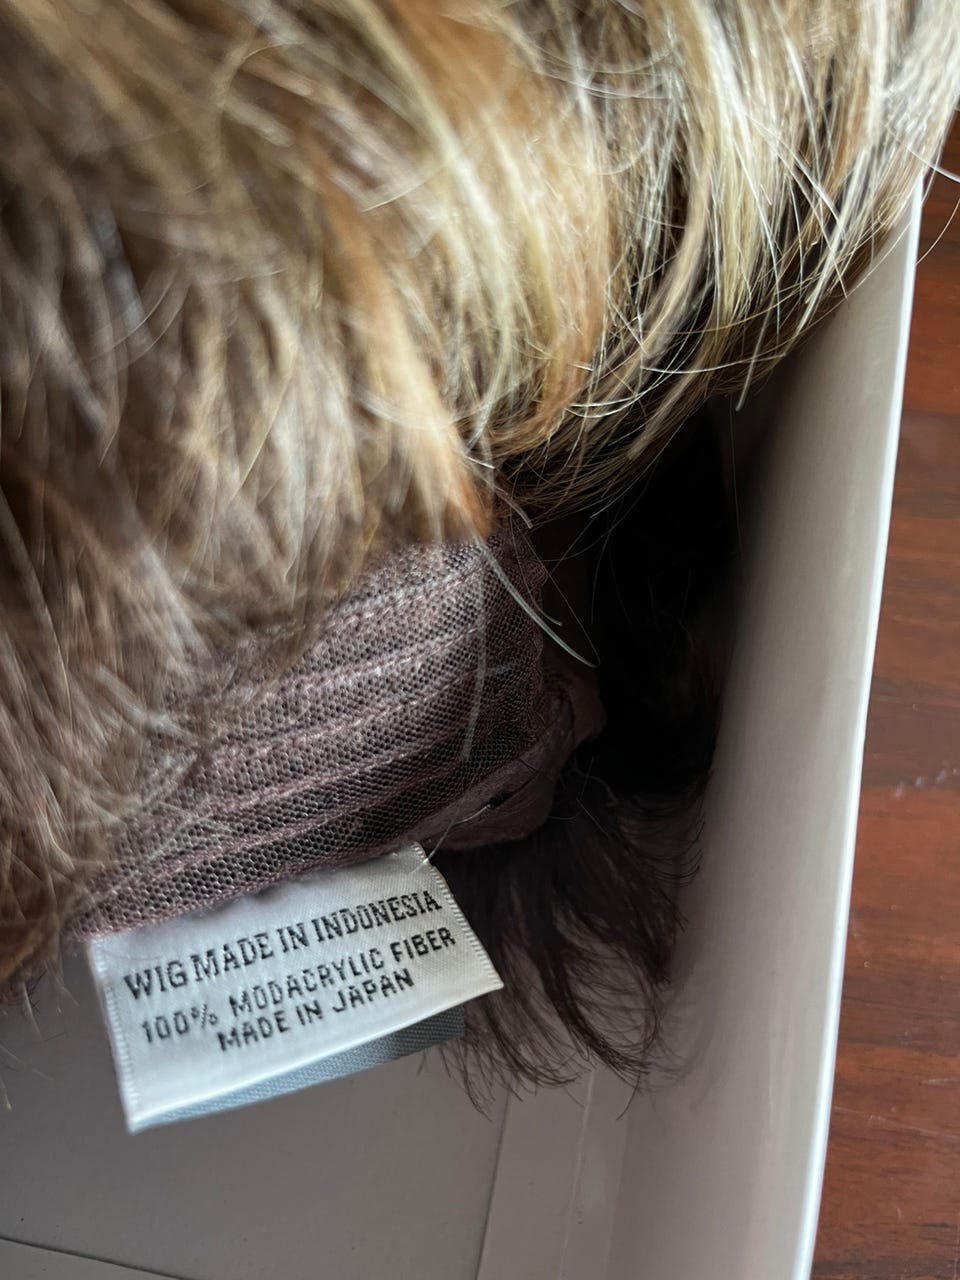 WIG MADE IN INDONESIA
100% MODACRYLIC FIBER
MADE IN JAPAN